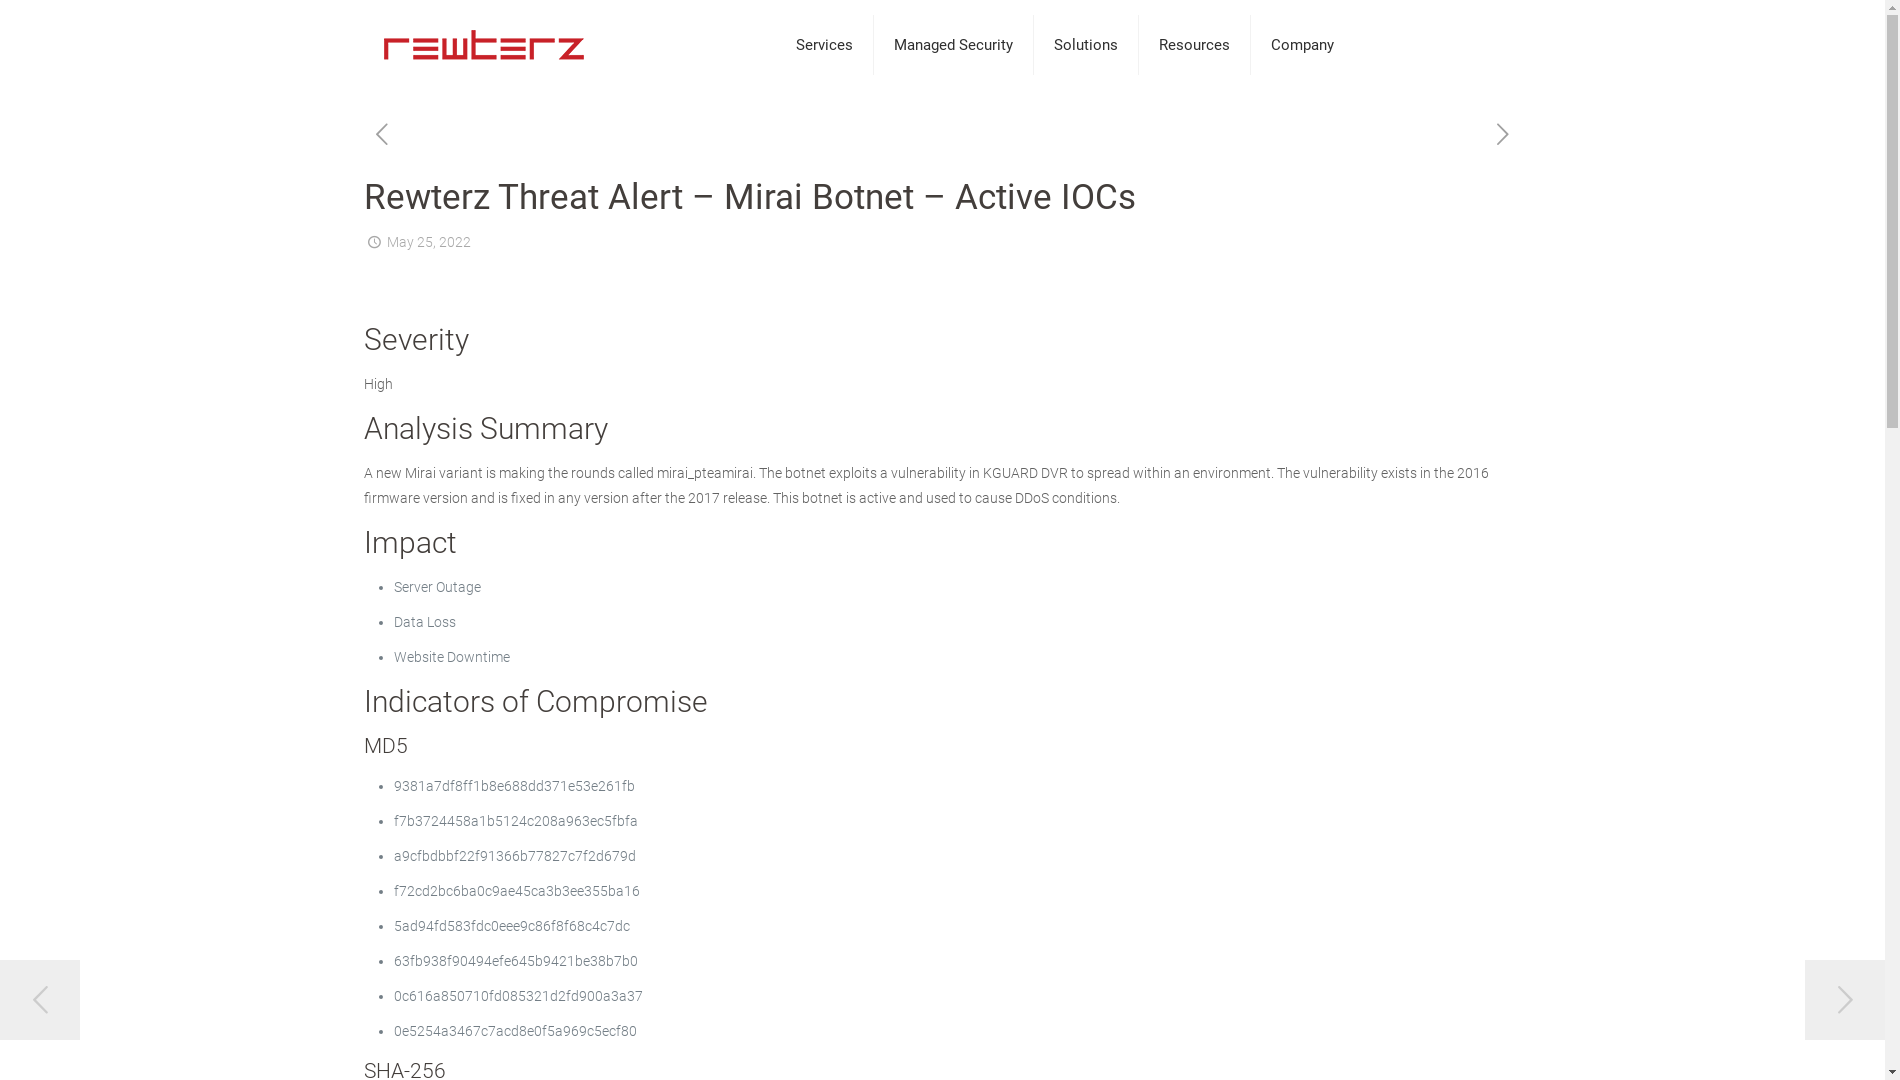 rewterz
Services
Managed Security
Solutions
Resources
Company
Rewterz Threat Alert – Mirai Botnet – Active IOCs
May 25, 2022
Severity
High
Analysis Summary
A new Mirai variant is making the rounds called mirai_pteamirai. The botnet exploits a vulnerability in KGUARD DVR to spread within an environment. The vulnerability exists in the 2016
firmware version and is fixed in any version after the 2017 release. This botnet is active and used to cause DDoS conditions.
Impact
Server Outage
Data Loss
Website Downtime
Indicators of Compromise
MD5
9381a7df8ff1b8e688dd371e53e261fb
f7b3724458a1b5124c208a963ec5fbfa
a9cfbdbbf22f91366b77827c7f2d679d
f72cd2bc6ba0c9ae45ca3b3ee355ba16
5ad94fd583fdc0eee9c86f8f68c4c7dc
63fb938f90494efe645b9421be38b7b0
0c616a850710fd085321d2fd900a3a37
0e5254a3467c7acd8e0f5a969c5ecf80
SHA-256